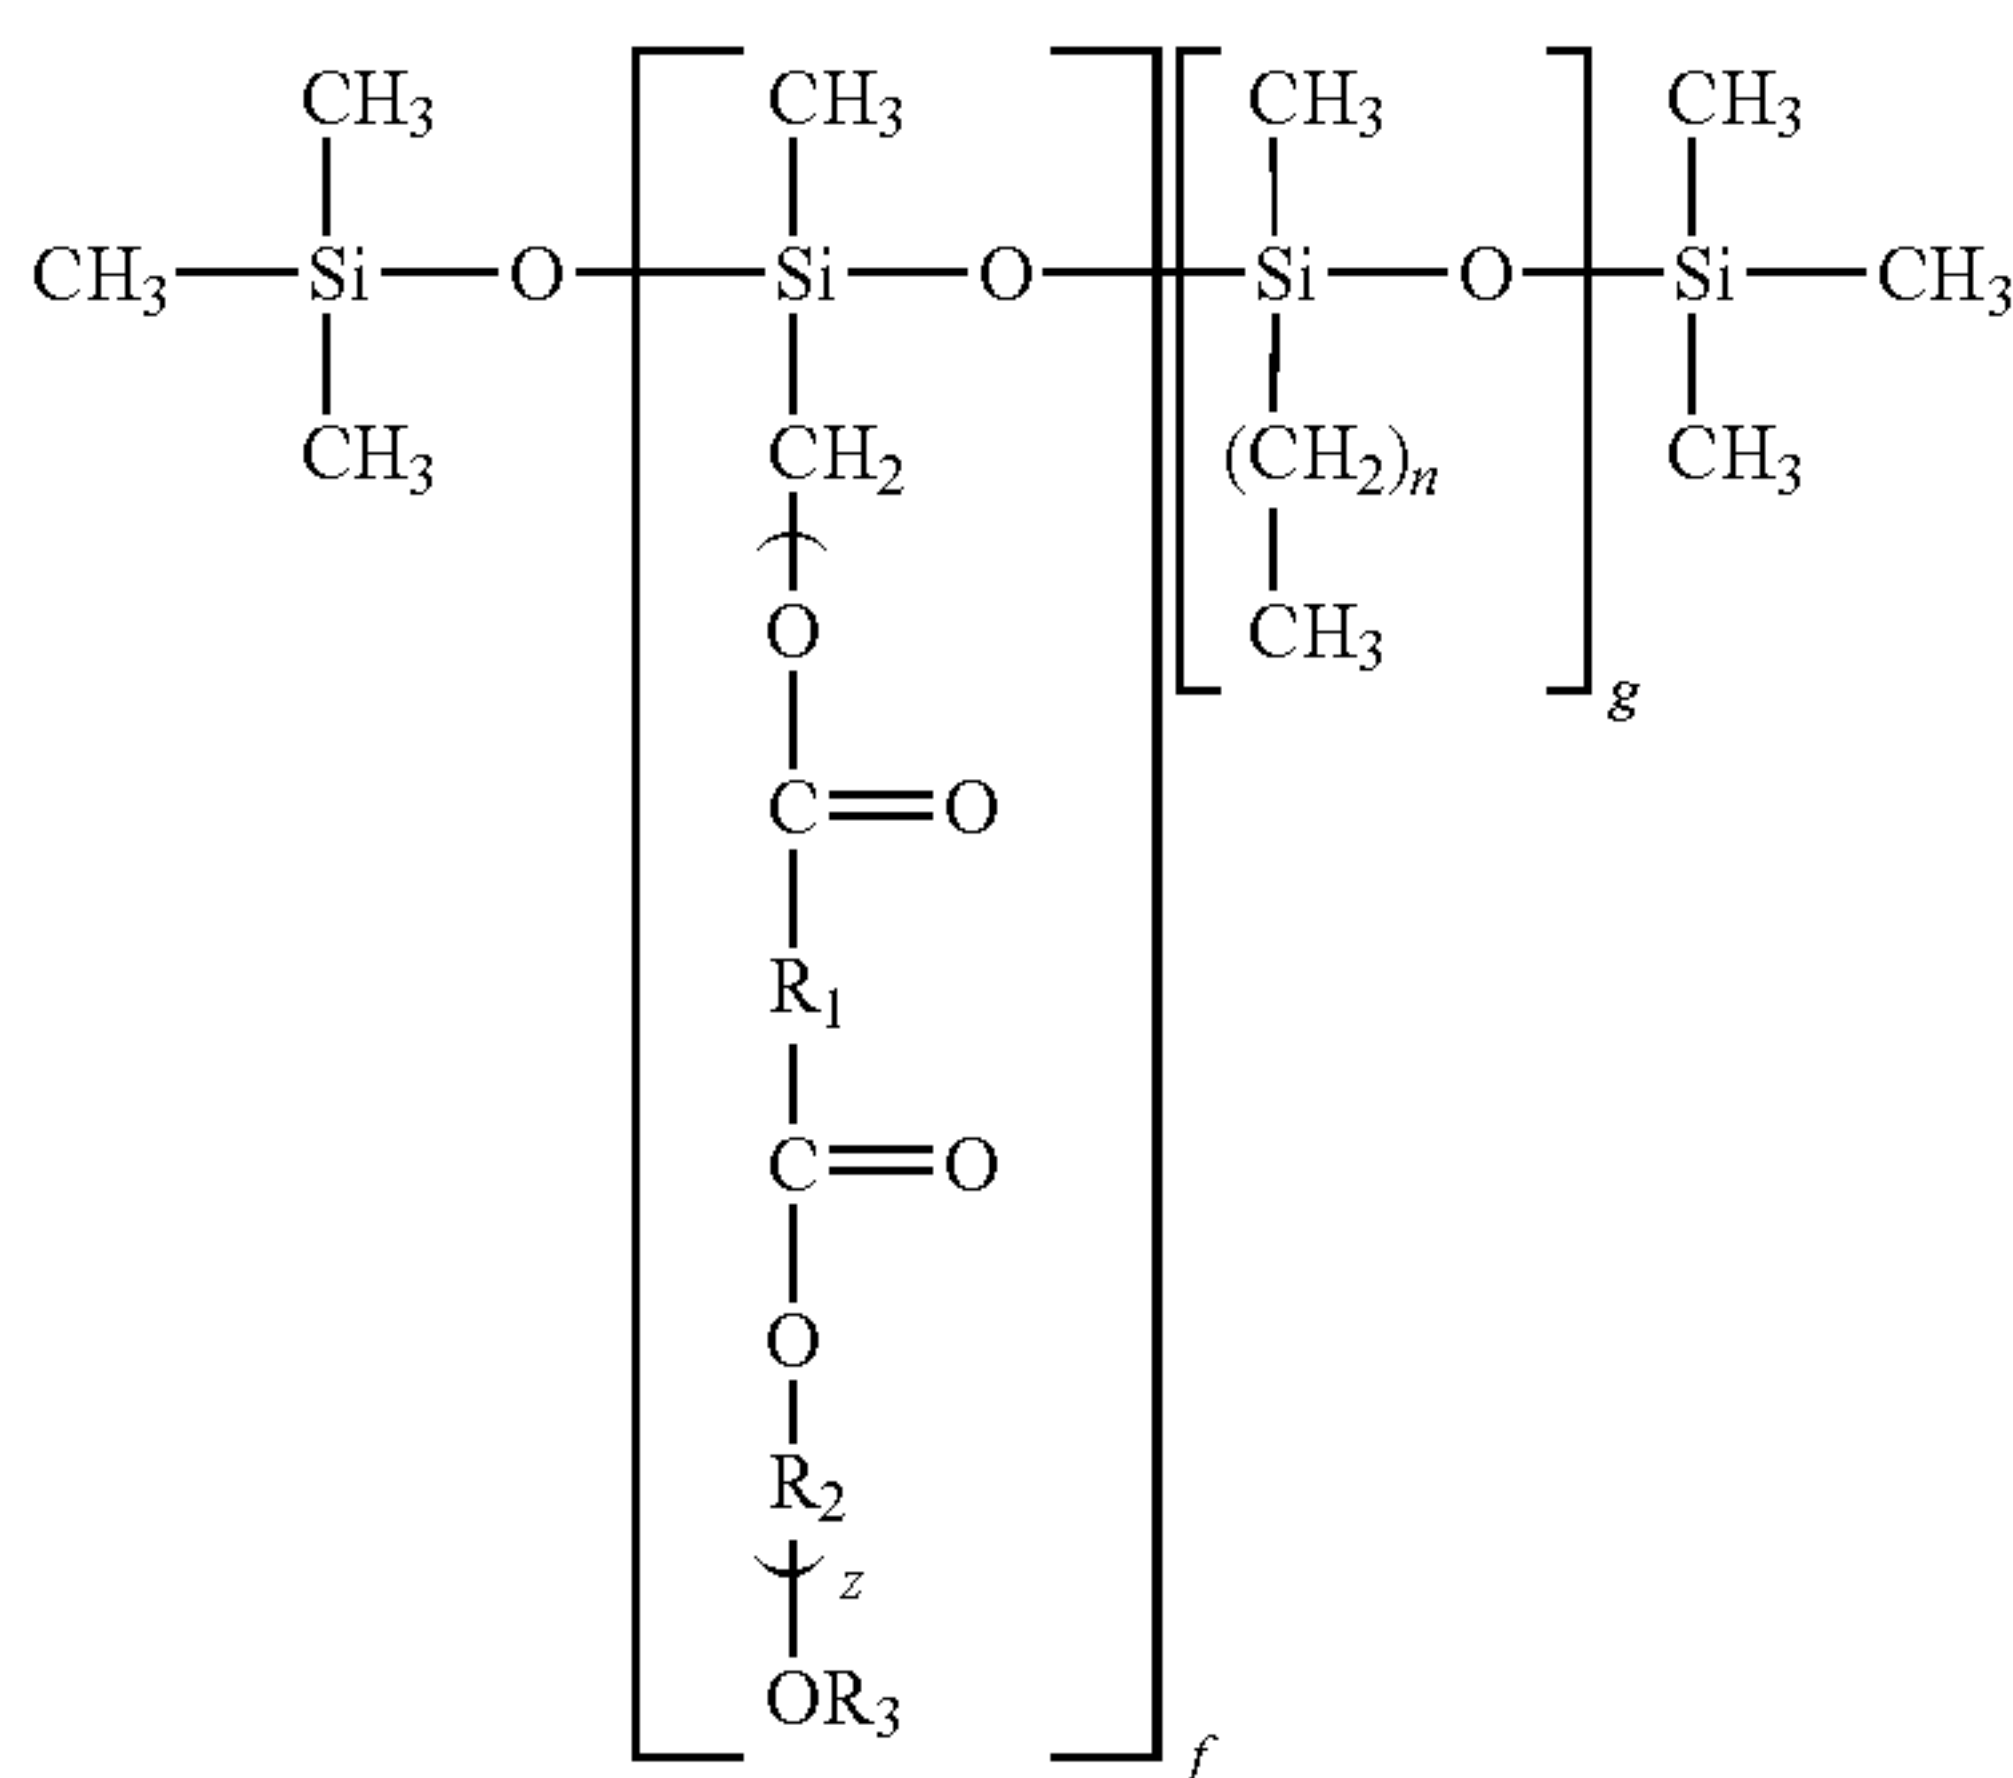 CH3 CH3 CH3 CH3
CH3 Si O Si O Si O Si CH3
CH3 CH2 (CH2)n CH3
O CH3
g
C O
R1
C O
O
R2
z
OR3
f